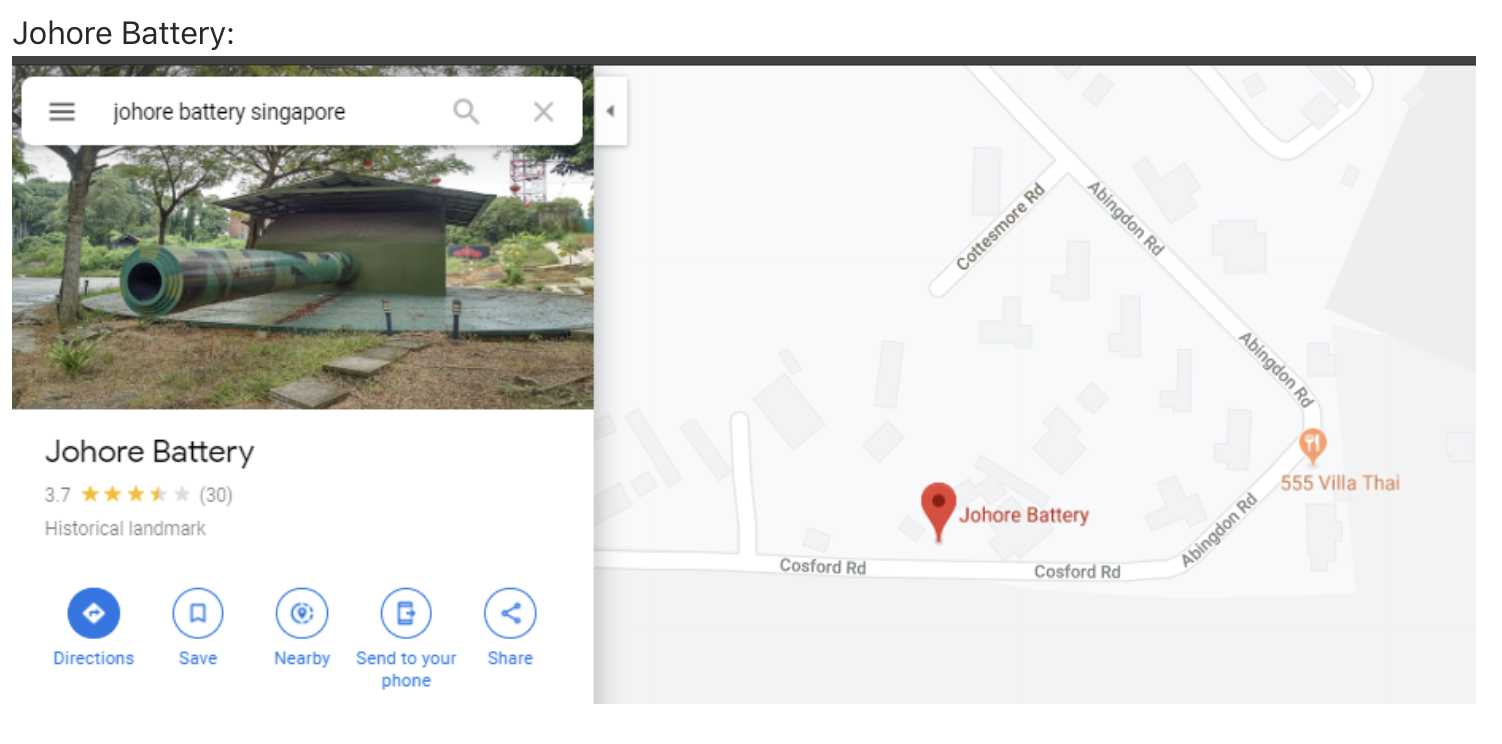 Johore Battery:
johore battery singapore
Johore Battery
3.7 (30)
Historical landmark
Directions
Save
Nearby
Send to your
phone
Share
Cottesmore Rd
Abingdon Rd
Abingdon Rd
555 Villa Thai
Johore Battery
Abingdon Rd
Cosford Rd
Cosford Rd